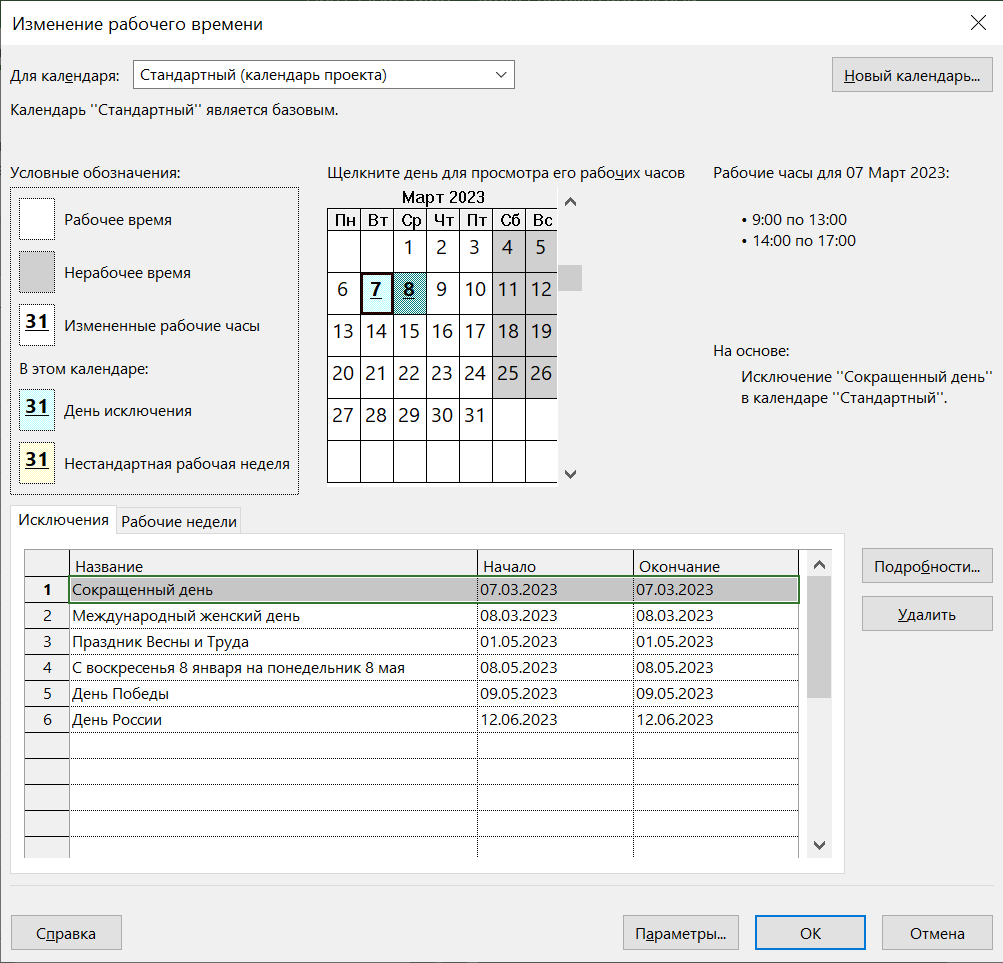 Изменение рабочего времени
Для календаря: Стандартный (календарь проекта)
Новый календарь...
Календарь ''Стандартный'' является базовым.
Условные обозначения:
Рабочее время
Нерабочее время
31 Измененные рабочие часы
В этом календаре:
31 День исключения
31 Нестандартная рабочая неделя
Щелкните день для просмотра его рабочих часов
Март 2023
Пн Вт Ср Чт Пт Сб Вс
1 2 3 4 5
6 7 8 9 10 11 12
13 14 15 16 17 18 19
20 21 22 23 24 25 26
27 28 29 30 31
Рабочие часы для 07 Март 2023:
• 9:00 по 13:00
• 14:00 по 17:00
На основе:
Исключение ''Сокращенный день''
в календаре ''Стандартный''.
Исключения Рабочие недели
Название Начало Окончание
1 Сокращенный день 07.03.2023 07.03.2023
2 Международный женский день 08.03.2023 08.03.2023
3 Праздник Весны и Труда 01.05.2023 01.05.2023
4 С воскресенья 8 января на понедельник 8 мая 08.05.2023 08.05.2023
5 День Победы 09.05.2023 09.05.2023
6 День России 12.06.2023 12.06.2023
Подробности...
Удалить
Справка Параметры... ОК Отмена